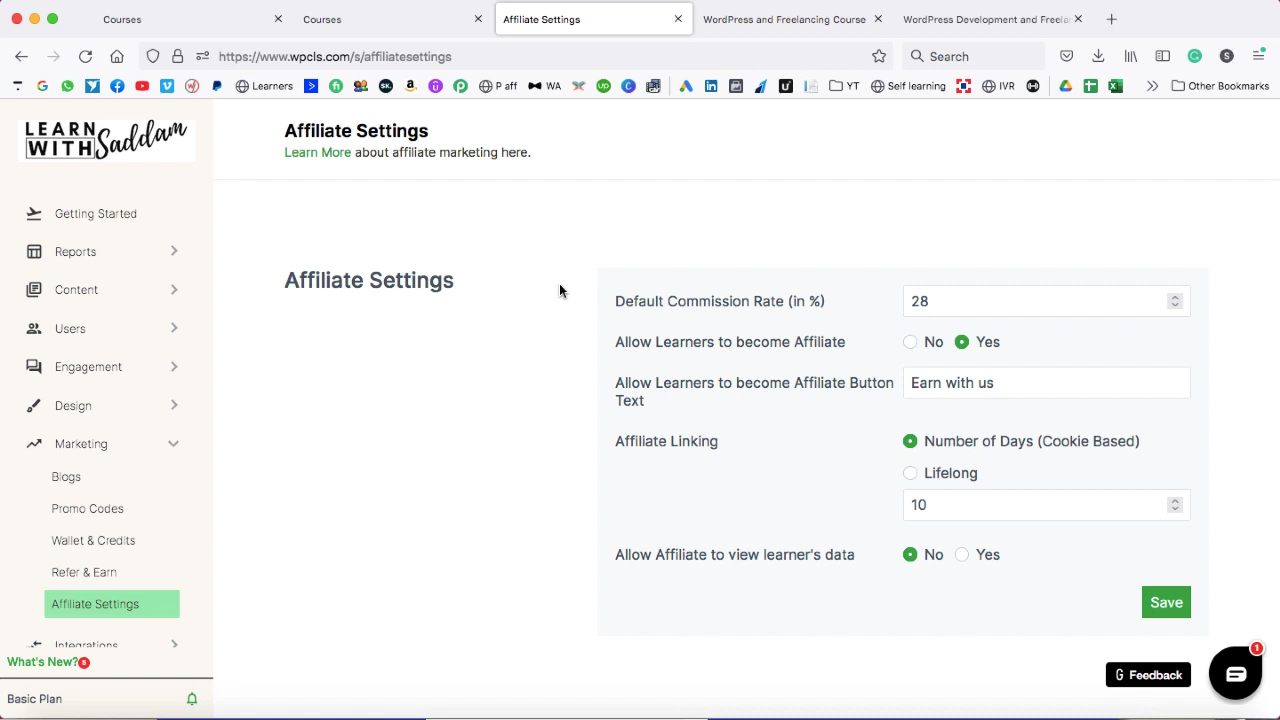 Courses
Courses
Affiliate Settings
WordPress and Freelancing Course
WordPress Development and Freelan
https://www.wpcls.com/s/affiliatesettings
Search
Learners
P aff
WA
YT
Self learning
IVR
Other Bookmarks
LEARN
WITH Saddam
Affiliate Settings
Learn More about affiliate marketing here.
Getting Started
Reports
Content
Users
Engagement
Design
Marketing
Blogs
Promo Codes
Wallet & Credits
Refer & Earn
Affiliate Settings
Integrations
What's New? 8
Basic Plan
Affiliate Settings
Default Commission Rate (in %) 28
Allow Learners to become Affiliate No Yes
Allow Learners to become Affiliate Button Earn with us
Text
Affiliate Linking Number of Days (Cookie Based)
Lifelong
10
Allow Affiliate to view learner's data No Yes
Save
Feedback
1